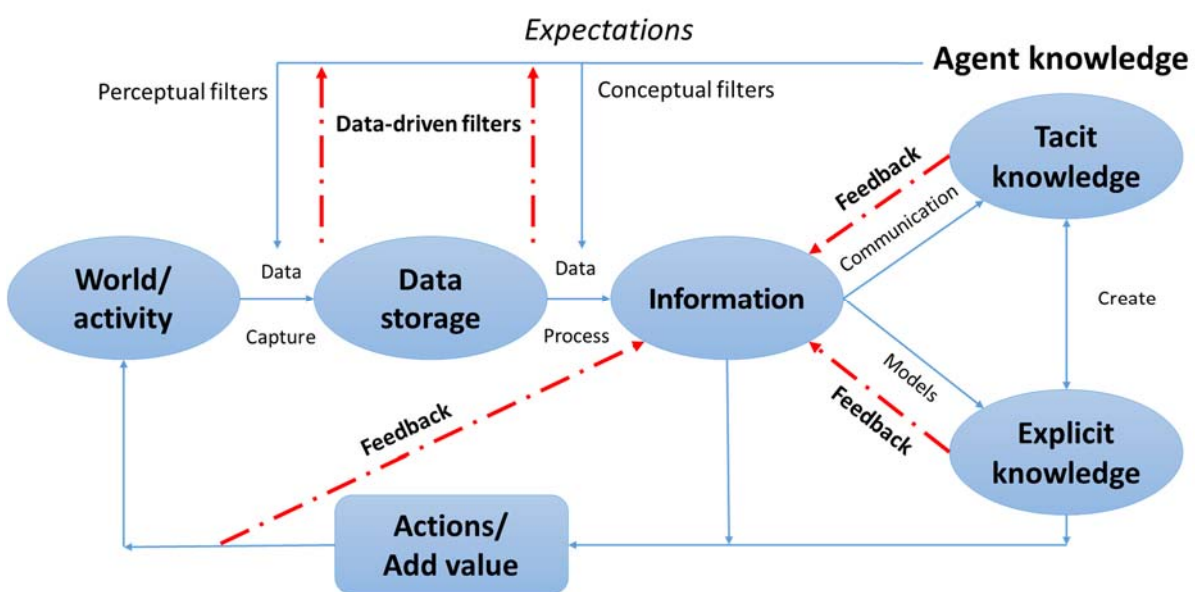 Expectations
Agent knowledge
Perceptual filters
Conceptual filters
Data-driven filters
Tacit
knowledge
Feedback
Communication
World/
activity
Data
Capture
Data
storage
Data
Process
Information
Create
Models
Feedback
Feedback
Explicit
knowledge
Actions/
Add value